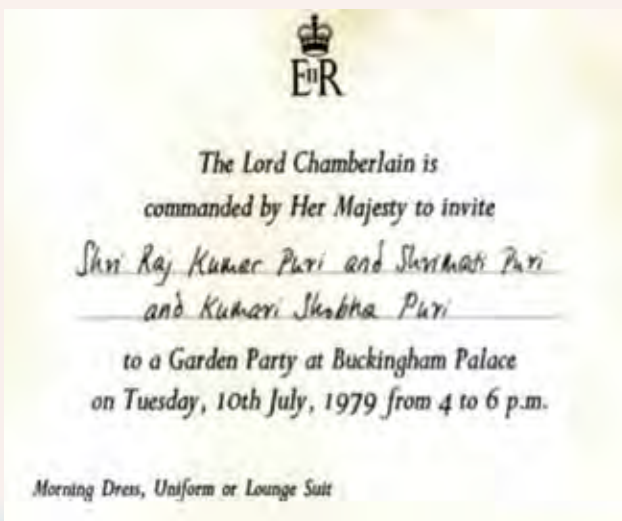 EIIR
The Lord Chamberlain is
commanded by Her Majesty to invite
Shri Raj Kumar Puri and Shrimati Puri
and Kumari Shobha Puri
to a Garden Party at Buckingham Palace
on Tuesday, 10th July, 1979 from 4 to 6 p.m.
Morning Dress, Uniform or Lounge Suit